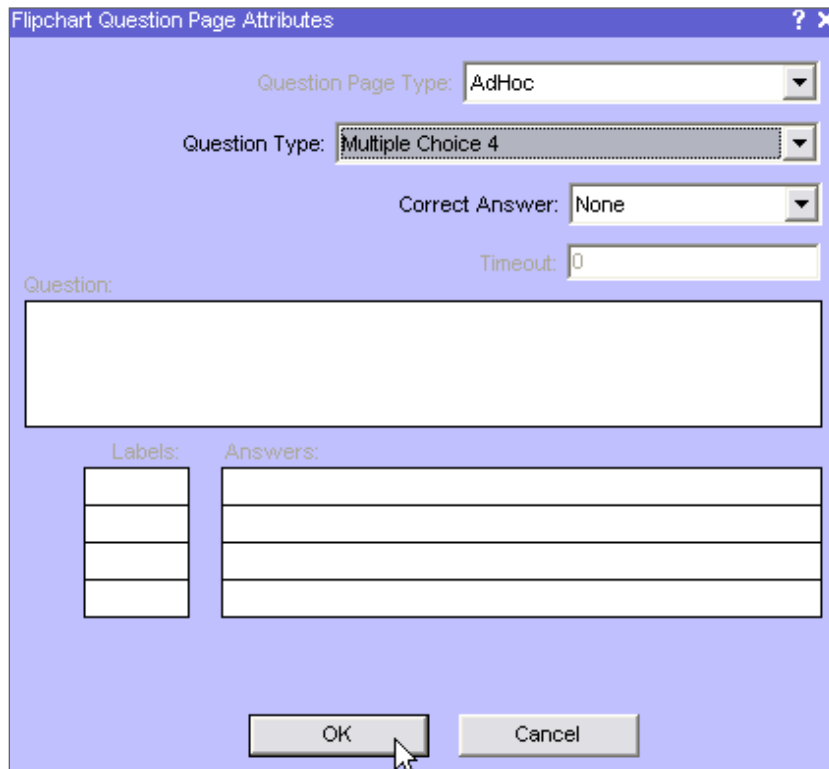 Flipchart Question Page Attributes ? X
Question Page Type: AdHoc
Question Type: Multiple Choice 4
Correct Answer: None
Timeout: 0
Question:
Labels: Answers:
OK Cancel